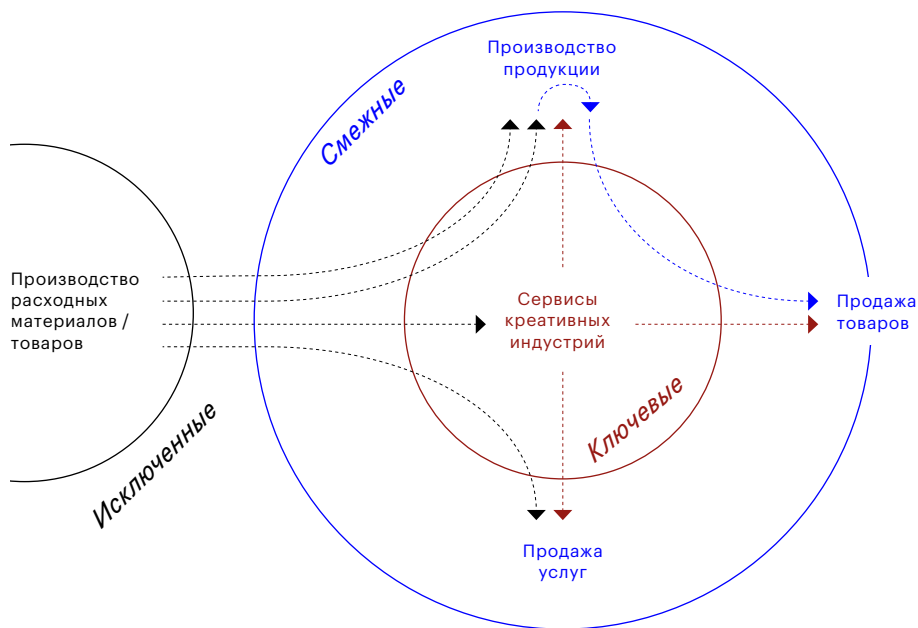 Производство
продукции
Смежные
Производство
расходных
материалов /
товаров
Сервисы
креативных
индустрий
Продажа
товаров
Ключевые
Исключенные
Продажа
услуг